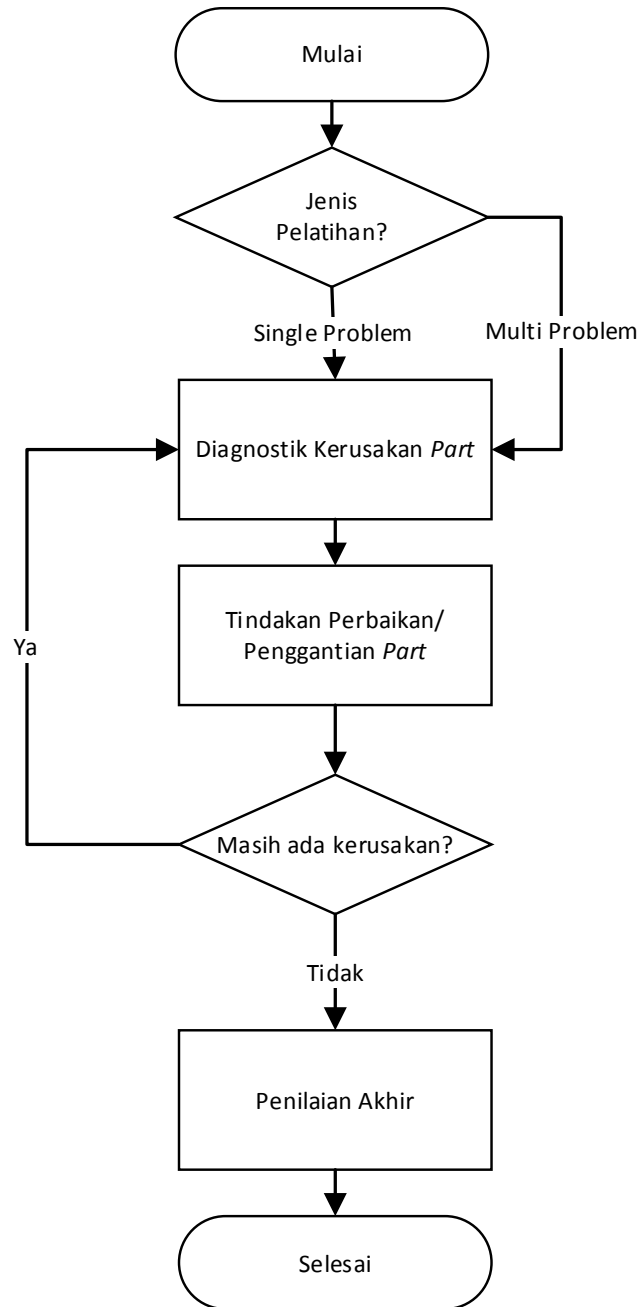 Mulai
Jenis
Pelatihan?
Single Problem
Multi Problem
Diagnostik Kerusakan Part
Tindakan Perbaikan/
Penggantian Part
Ya
Masih ada kerusakan?
Tidak
Penilaian Akhir
Selesai